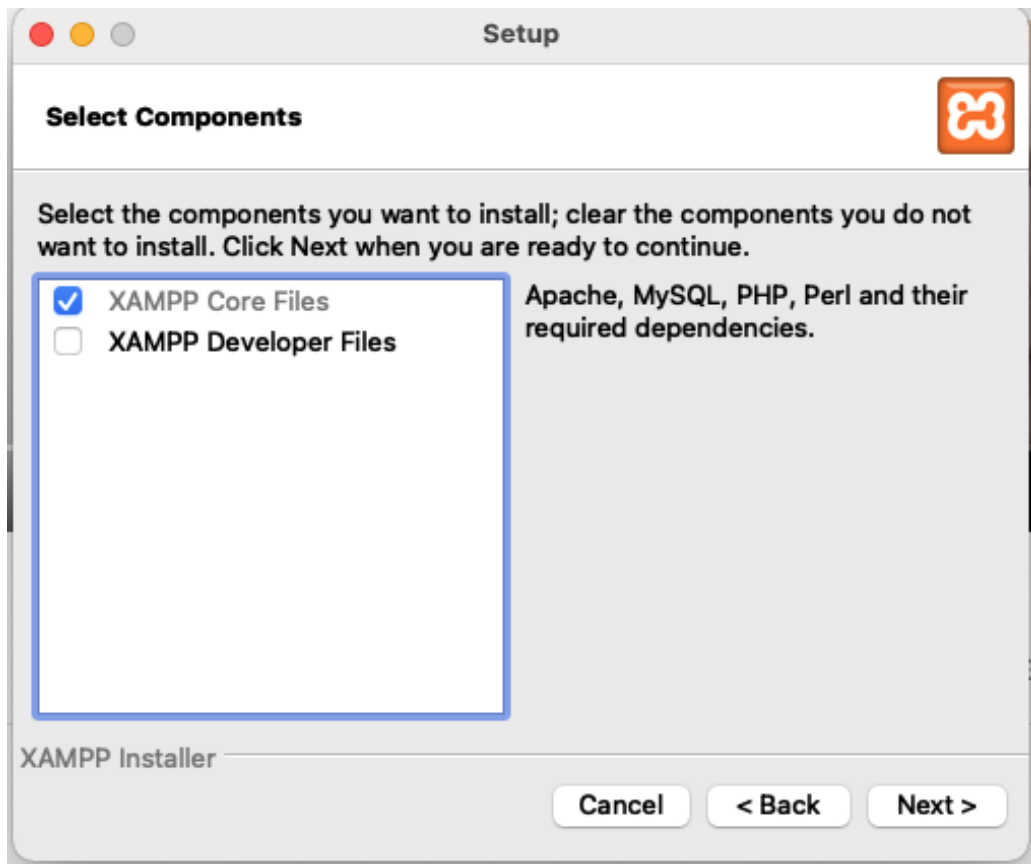 Setup
Select Components
Select the components you want to install; clear the components you do not
want to install. Click Next when you are ready to continue.
XAMPP Core Files
XAMPP Developer Files
Apache, MySQL, PHP, Perl and their
required dependencies.
XAMPP Installer
Cancel
< Back
Next >